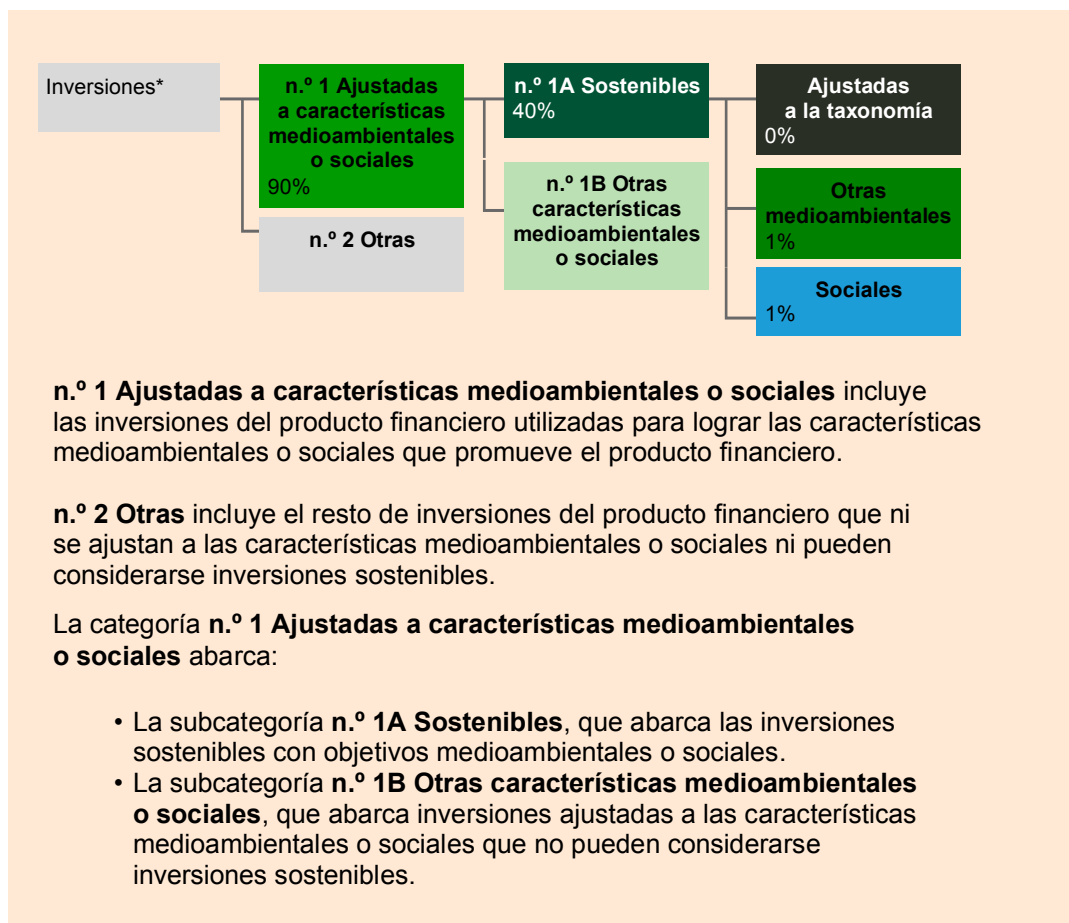 Inversiones*
n.º 1 Ajustadas
a características
medioambientales
o sociales
90%
n.º 2 Otras
n.º 1A Sostenibles
40%
n.º 1B Otras
características
medioambientales
o sociales
Ajustadas
a la taxonomía
0%
Otras
medioambientales
1%
Sociales
1%
n.º 1 Ajustadas a características medioambientales o sociales incluye
las inversiones del producto financiero utilizadas para lograr las características
medioambientales o sociales que promueve el producto financiero.
n.º 2 Otras incluye el resto de inversiones del producto financiero que ni
se ajustan a las características medioambientales o sociales ni pueden
considerarse inversiones sostenibles.
La categoría n.º 1 Ajustadas a características medioambientales
o sociales abarca:
• La subcategoría n.º 1A Sostenibles, que abarca las inversiones
sostenibles con objetivos medioambientales o sociales.
• La subcategoría n.º 1B Otras características medioambientales
o sociales, que abarca inversiones ajustadas a las características
medioambientales o sociales que no pueden considerarse
inversiones sostenibles.